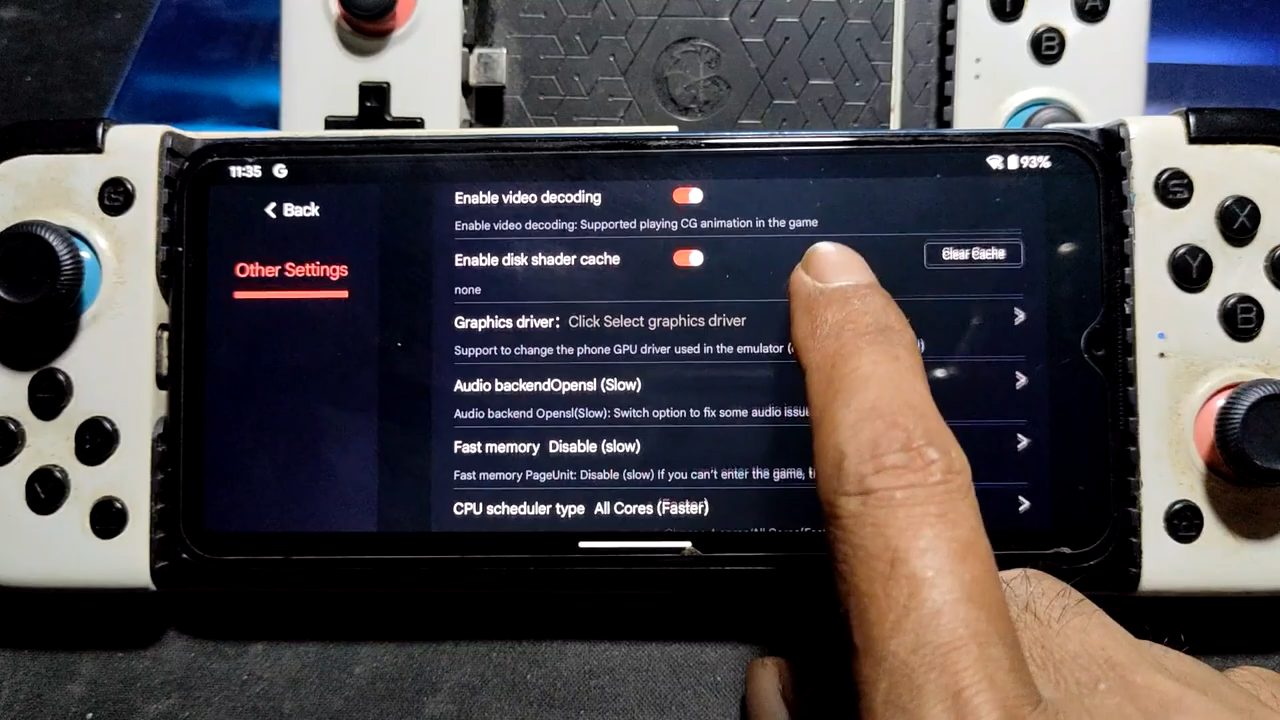 Y
A
B
11:35 G
93%
Back
Other Settings
Enable video decoding
Enable video decoding: Supported playing CG animation in the game
Enable disk shader cache
Clear Cache
none
Graphics driver: Click Select graphics driver
Support to change the phone GPU driver used in the emulator (
Audio backendOpensl (Slow)
Audio backend Opensl(Slow): Switch option to fix some audio issu
Fast memory Disable (slow)
Fast memory PageUnit: Disable (slow) If you can't enter the game, t
CPU scheduler type All Cores (Faster)
G
S
X
Y
B